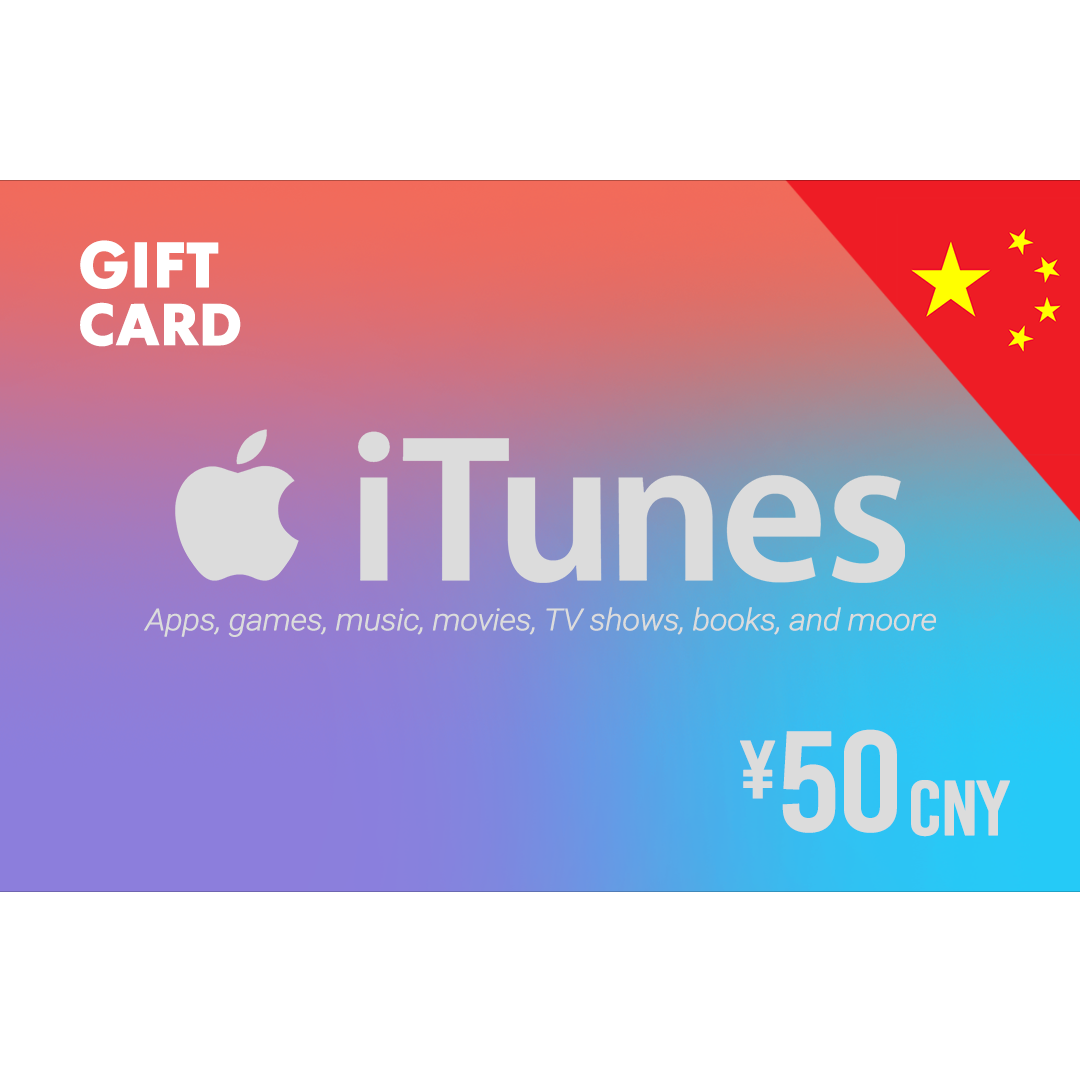 GIFT
CARD
iTunes
Apps, games, music, movies, TV shows, books, and moore
¥50 CNY